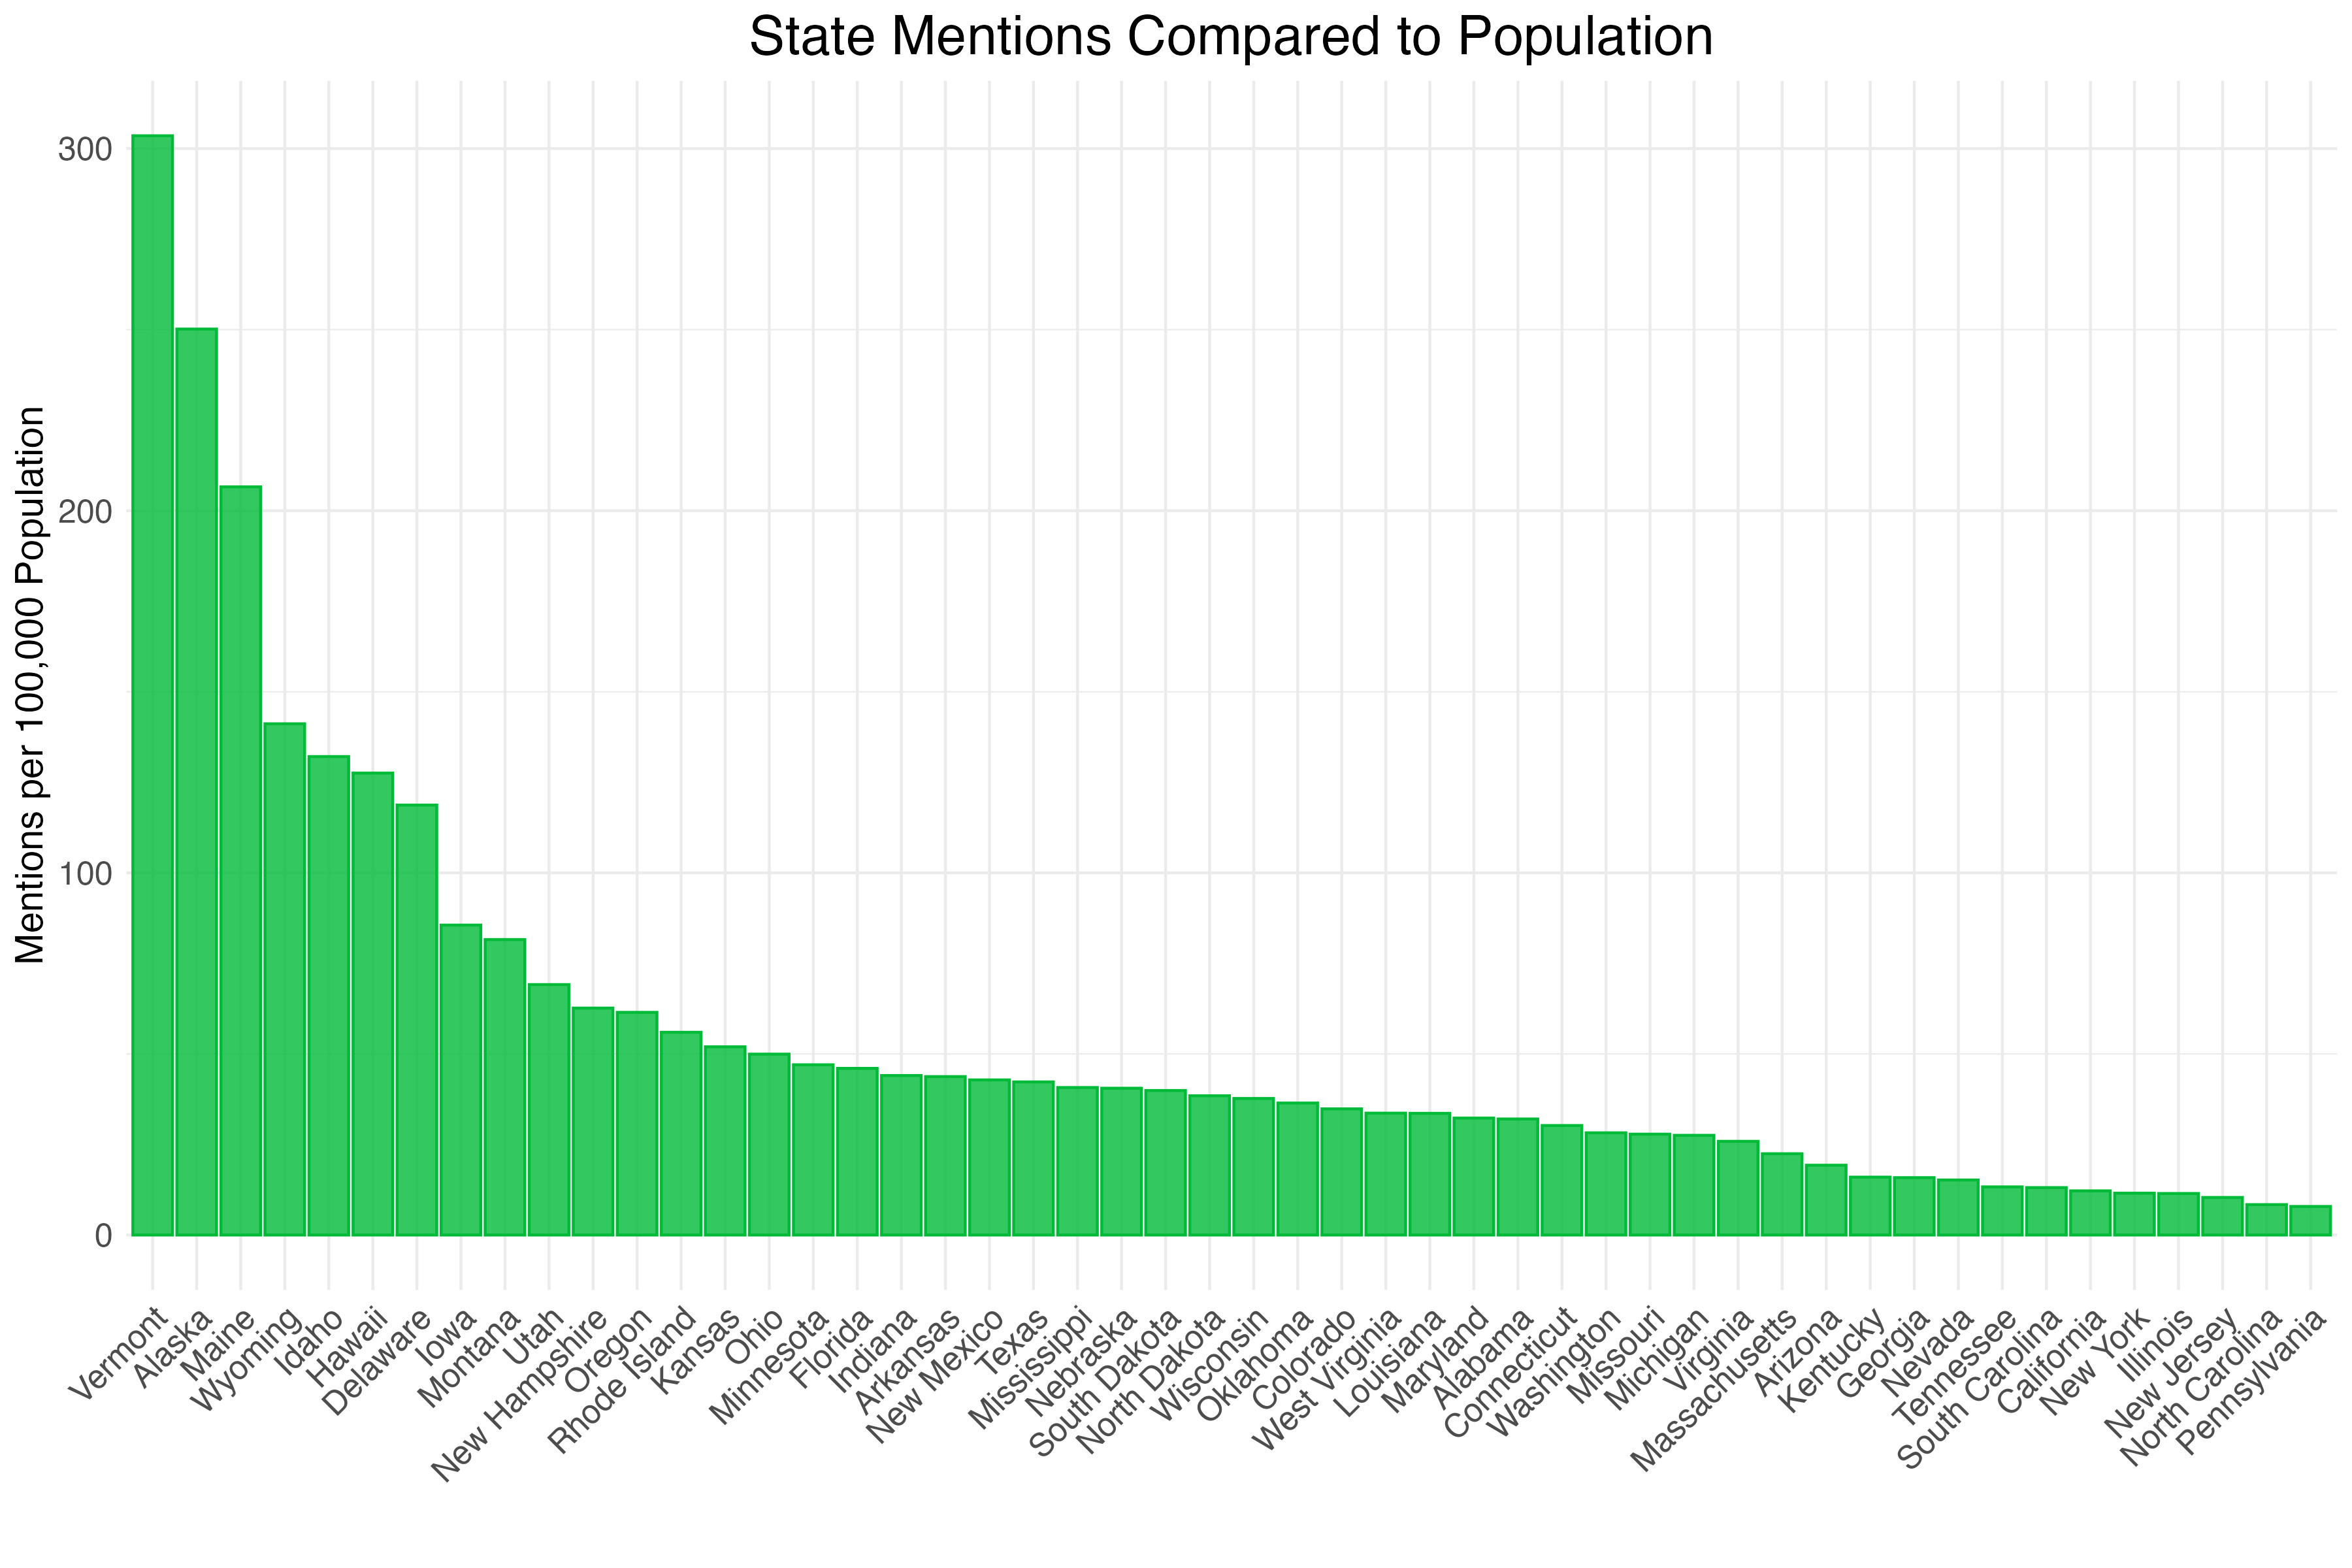 State Mentions Compared to Population
Mentions per 100,000 Population
300
200
100
0
Vermont
Alaska
Maine
Wyoming
Idaho
Hawaii
Delaware
Iowa
Montana
Utah
New Hampshire
Oregon
Rhode Island
Kansas
Ohio
Minnesota
Florida
Indiana
Arkansas
New Mexico
Texas
Mississippi
Nebraska
South Dakota
North Dakota
Wisconsin
Oklahoma
Colorado
West Virginia
Louisiana
Maryland
Alabama
Connecticut
Washington
Missouri
Michigan
Virginia
Massachusetts
Arizona
Kentucky
Georgia
Nevada
Tennessee
South Carolina
California
New York
Illinois
New Jersey
North Carolina
Pennsylvania